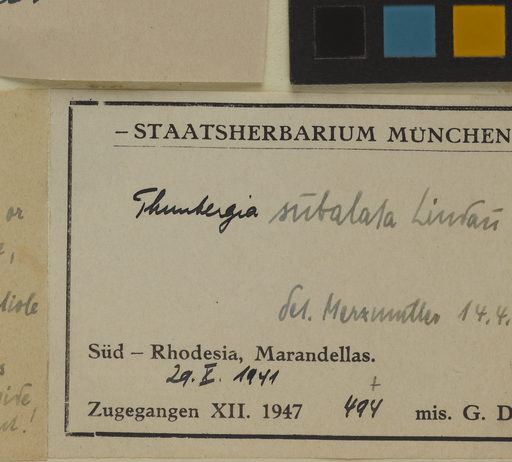 – STAATSHERBARIUM MÜNCHEN
Thunbergia subalata Lindau
det. Merxmüller 14.4.
Süd – Rhodesia, Marandellas.
29. I. 1941
Zugegangen XII. 1947 494 mis. G. D
or